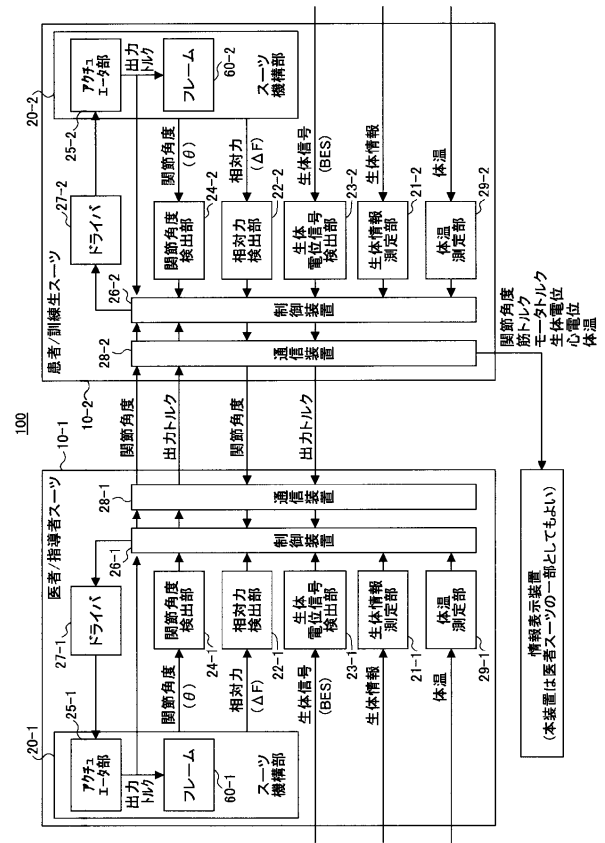 100
医者/指導者スーツ
10-1
20-1
アクチュ
エータ部
25-1
出力
トルク
フレーム
60-1
スーツ
機構部
27-1
ドライバ
関節角度
(θ)
相対力
(ΔF)
生体信号
(BES)
生体情報
体温
関節角度
検出部
24-1
相対力
検出部
22-1
生体
電位信号
検出部
23-1
生体情報
測定部
21-1
体温
測定部
29-1
26-1
制御装置
28-1
通信装置
関節角度
出力トルク
関節角度
出力トルク
患者/訓練生スーツ
10-2
28-2
通信装置
26-2
制御装置
27-2
ドライバ
関節角度
検出部
24-2
相対力
検出部
22-2
生体
電位信号
検出部
23-2
生体情報
測定部
21-2
体温
測定部
29-2
関節角度
(θ)
相対力
(ΔF)
生体信号
(BES)
生体情報
体温
20-2
アクチュ
エータ部
25-2
出力
トルク
フレーム
60-2
スーツ
機構部
関節角度
筋トルク
モータトルク
生体電位
心電位
体温
情報表示装置
(本装置は医者スーツの一部としてもよい)